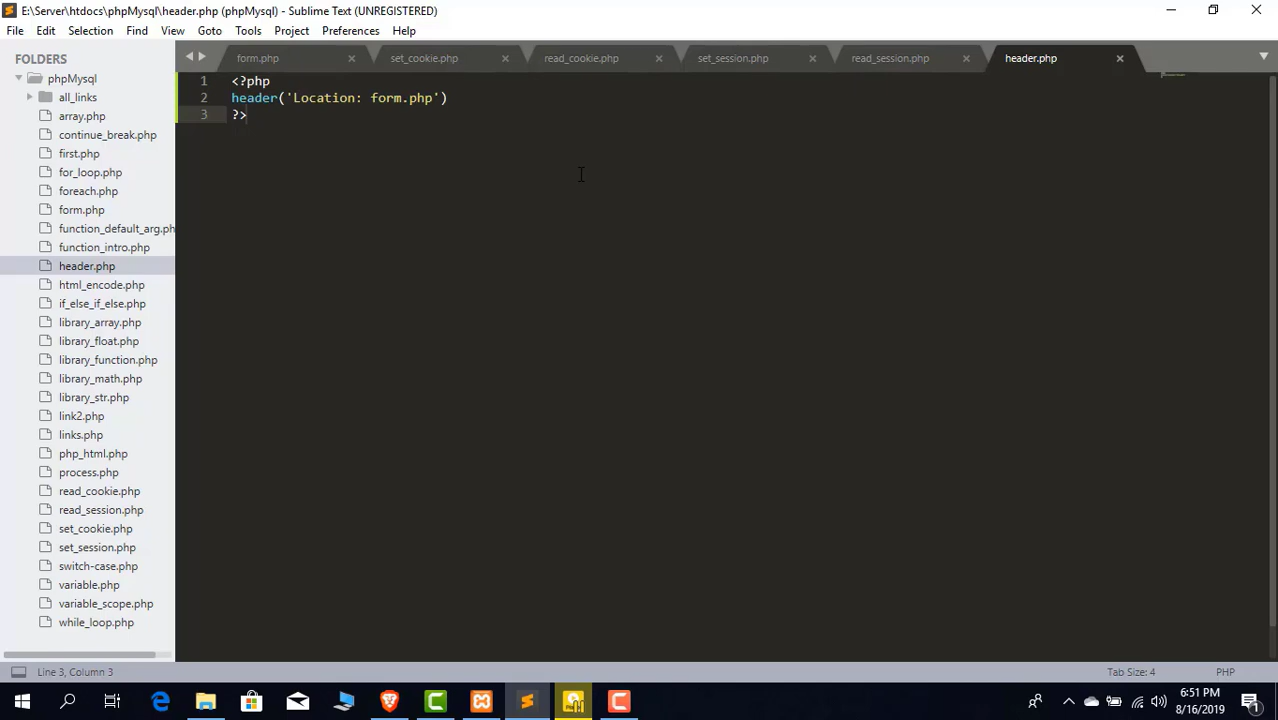 E:\Server\htdocs\phpMysql\header.php (phpMysql) - Sublime Text (UNREGISTERED)
File Edit Selection Find View Goto Tools Project Preferences Help
FOLDERS
phpMysql
all_links
array.php
continue_break.php
first.php
for_loop.php
foreach.php
form.php
function_default_arg.ph
function_intro.php
header.php
html_encode.php
if_else_if_else.php
library_array.php
library_float.php
library_function.php
library_math.php
library_str.php
link2.php
links.php
php_html.php
process.php
read_cookie.php
read_session.php
set_cookie.php
set_session.php
switch-case.php
variable.php
variable_scope.php
while_loop.php
form.php set_cookie.php read_cookie.php set_session.php read_session.php header.php
1 <?php
2 header('Location: form.php')
3 ?>
Line 3, Column 3 Tab Size: 4 PHP
6:51 PM
8/16/2019
1